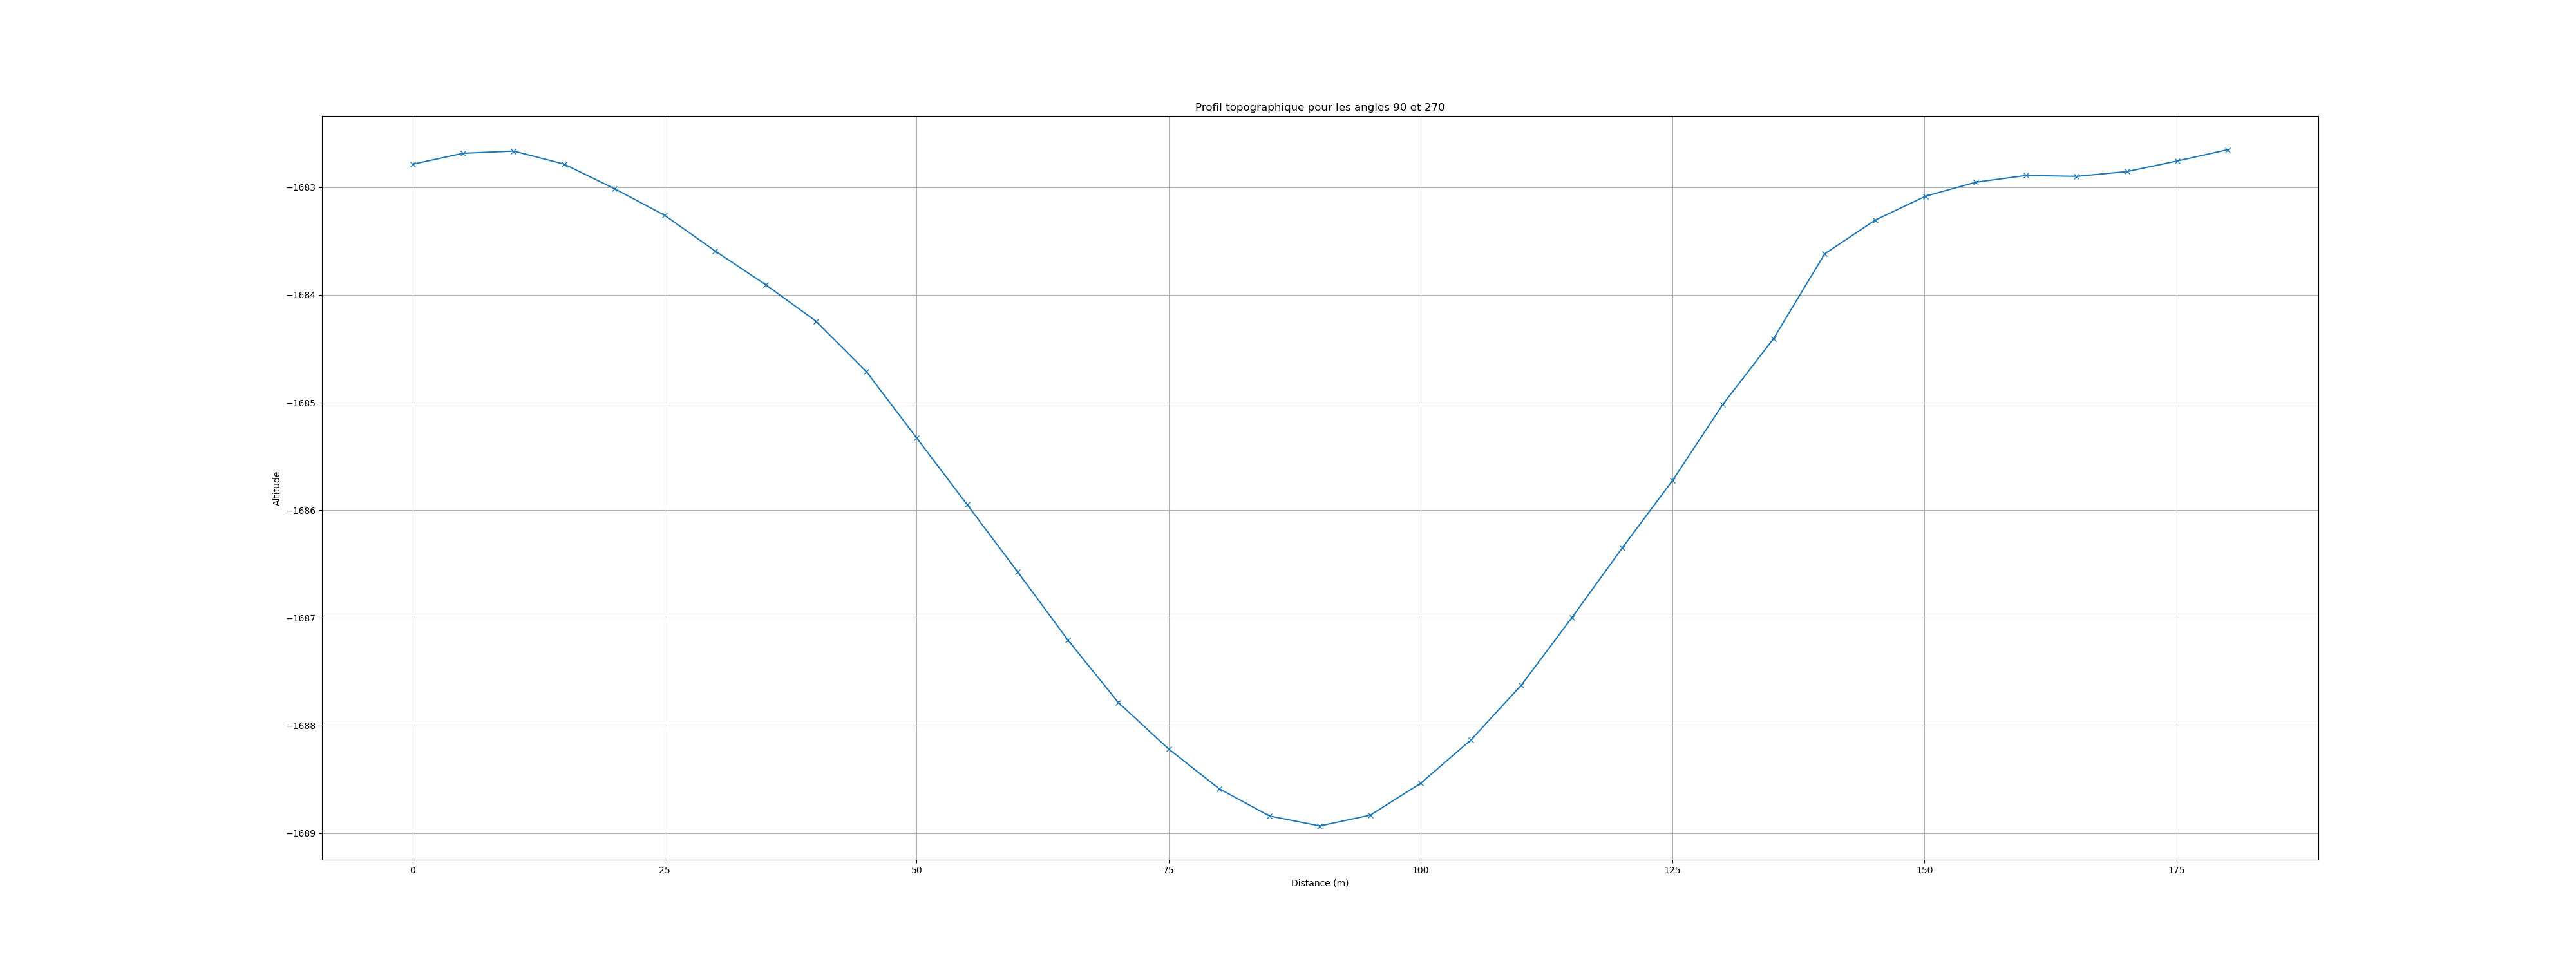 Profil topographique pour les angles 90 et 270
Altitude
−1683
−1684
−1685
−1686
−1687
−1688
−1689
0 25 50 75 100 125 150 175
Distance (m)